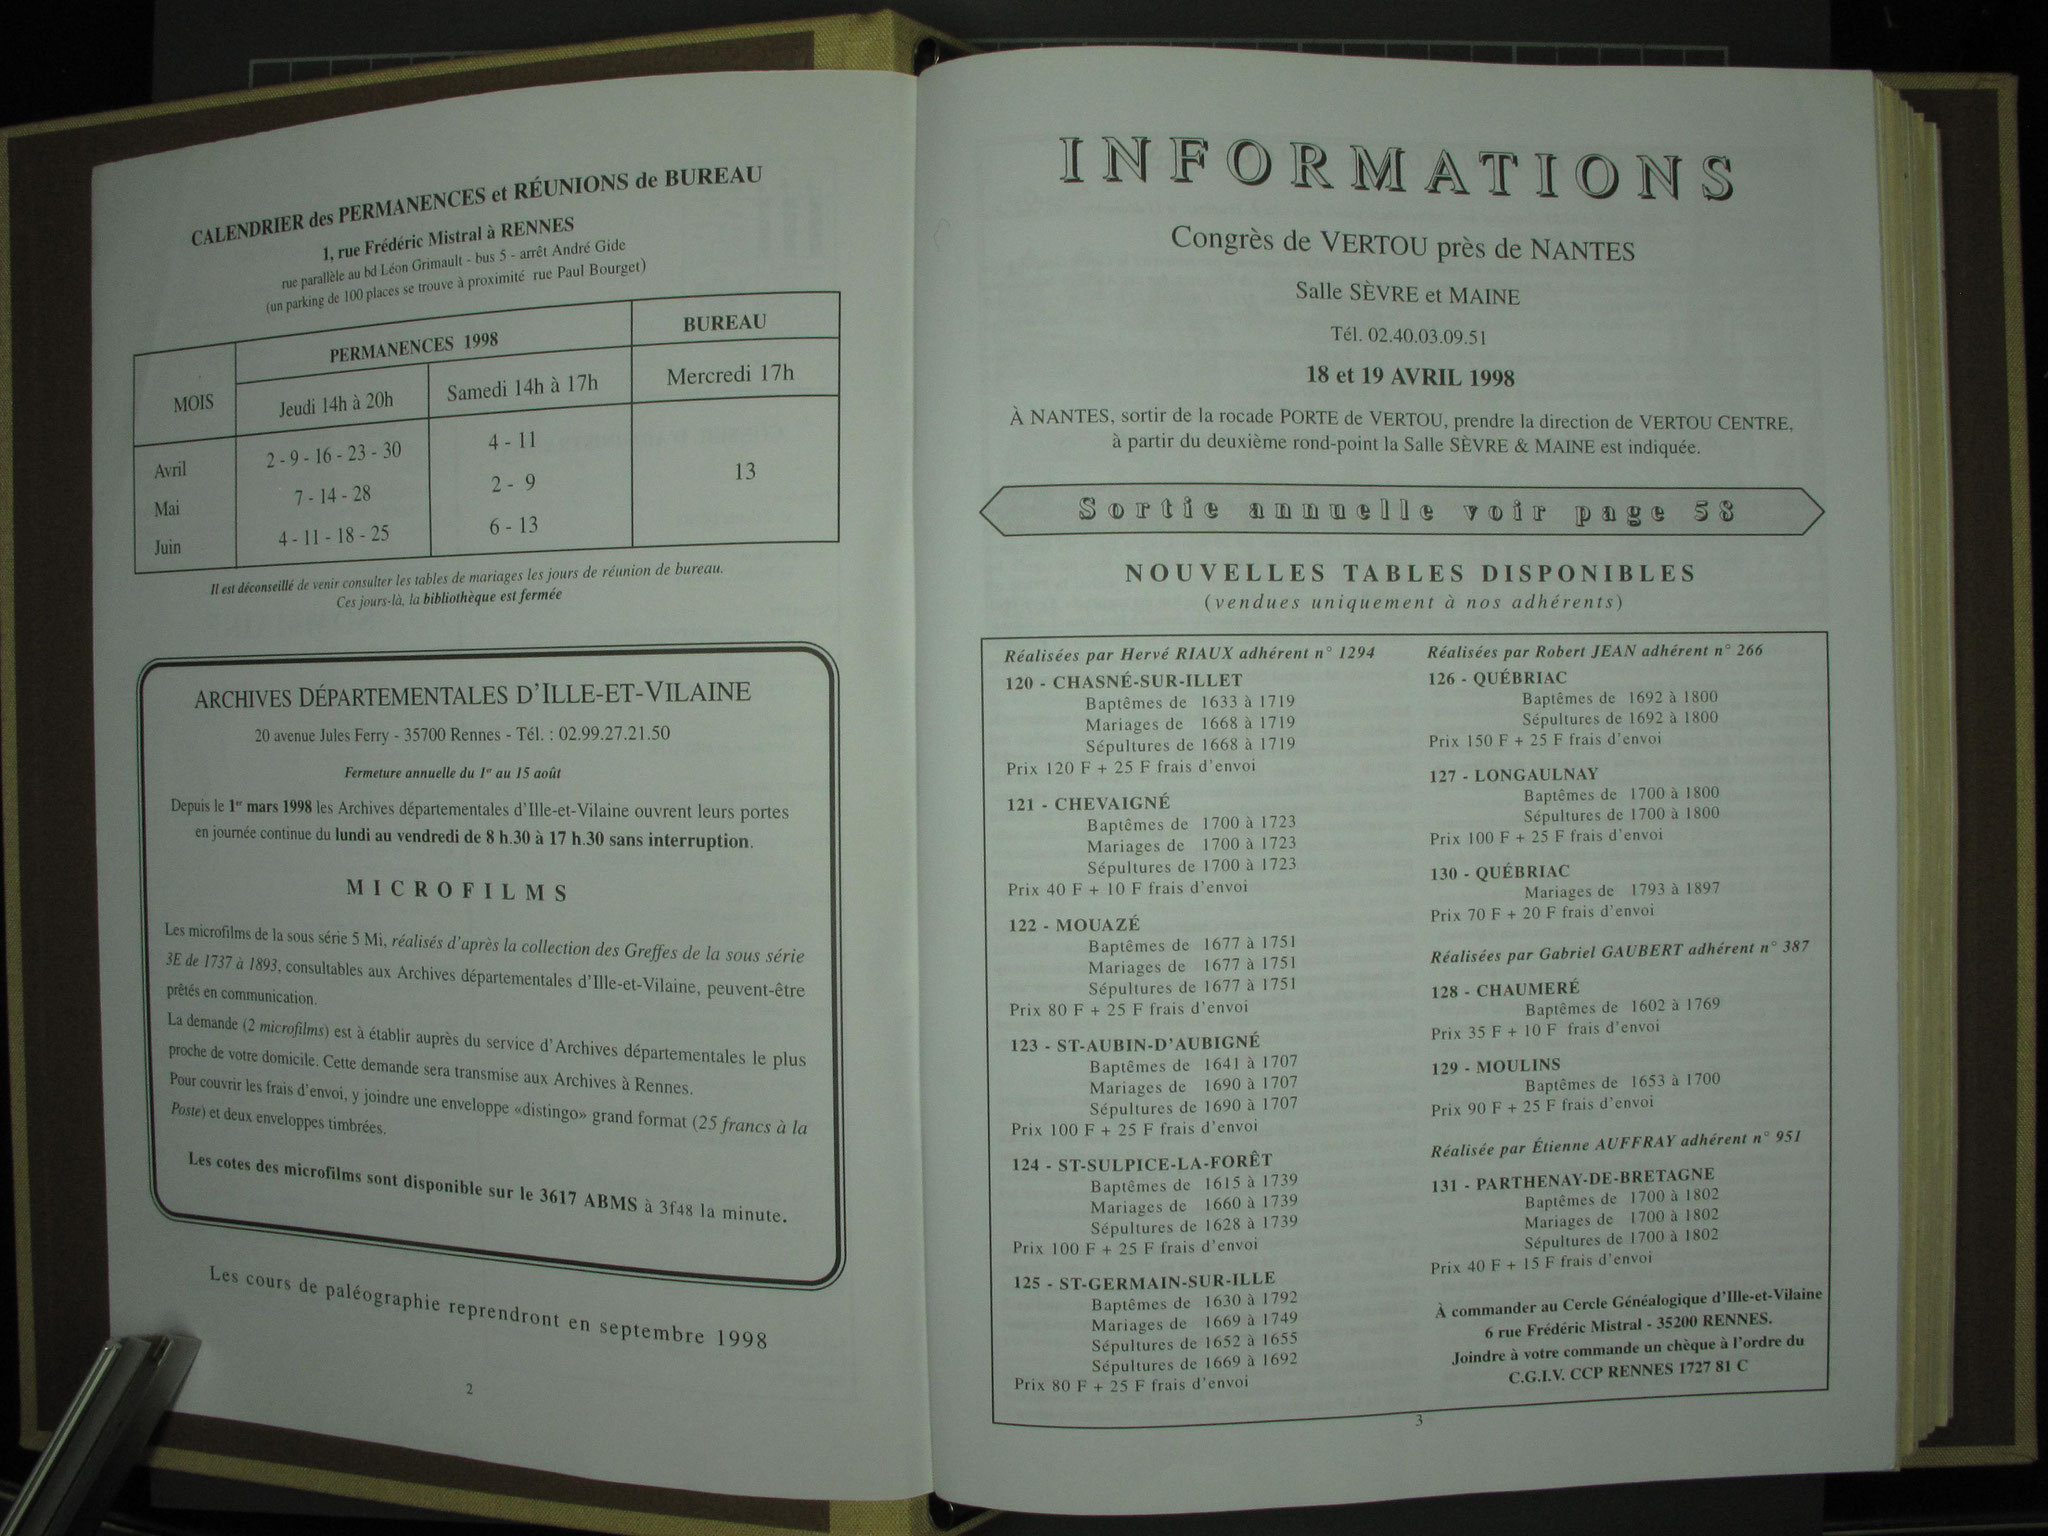 CALENDRIER des PERMANENCES et RÉUNIONS de BUREAU
1, rue Frédéric Mistral à RENNES
rue parallèle au bd Léon Grimault - bus 5 - arrêt André Gide
(un parking de 100 places se trouve à proximité rue Paul Bourget)
MOIS
PERMANENCES 1998
BUREAU
Jeudi 14h à 20h
Samedi 14h à 17h
Mercredi 17h
Avril
2 - 9 - 16 - 23 - 30
4 - 11
Mai
7 - 14 - 28
2 - 9
13
Juin
4 - 11 - 18 - 25
6 - 13
Il est déconseillé de venir consulter les tables de mariages les jours de réunion de bureau.
Ces jours-là, la bibliothèque est fermée
ARCHIVES DÉPARTEMENTALES D'ILLE-ET-VILAINE
20 avenue Jules Ferry - 35700 Rennes - Tél. : 02.99.27.21.50
Fermeture annuelle du 1er au 15 août
Depuis le 1er mars 1998 les Archives départementales d'Ille-et-Vilaine ouvrent leurs portes
en journée continue du lundi au vendredi de 8 h.30 à 17 h.30 sans interruption.
MICROFILMS
Les microfilms de la sous série 5 Mi, réalisés d'après la collection des Greffes de la sous série
3E de 1737 à 1893, consultables aux Archives départementales d'Ille-et-Vilaine, peuvent-être
prêtés en communication.
La demande (2 microfilms) est à établir auprès du service d'Archives départementales le plus
proche de votre domicile. Cette demande sera transmise aux Archives à Rennes.
Pour couvrir les frais d'envoi, y joindre une enveloppe «distingo» grand format (25 francs à la
Poste) et deux enveloppes timbrées.
Les cotes des microfilms sont disponible sur le 3617 ABMS à 3f48 la minute.
Les cours de paléographie reprendront en septembre 1998
2
INFORMATIONS
Congrès de VERTOU près de NANTES
Salle SÈVRE et MAINE
Tél. 02.40.03.09.51
18 et 19 AVRIL 1998
À NANTES, sortir de la rocade PORTE de VERTOU, prendre la direction de VERTOU CENTRE,
à partir du deuxième rond-point la Salle SÈVRE & MAINE est indiquée.
Sortie annuelle voir page 58
NOUVELLES TABLES DISPONIBLES
(vendues uniquement à nos adhérents)
Réalisées par Hervé RIAUX adhérent n° 1294
120 - CHASNÉ-SUR-ILLET
Baptêmes de 1633 à 1719
Mariages de 1668 à 1719
Sépultures de 1668 à 1719
Prix 120 F + 25 F frais d'envoi
121 - CHEVAIGNÉ
Baptêmes de 1700 à 1723
Mariages de 1700 à 1723
Sépultures de 1700 à 1723
Prix 40 F + 10 F frais d'envoi
122 - MOUAZÉ
Baptêmes de 1677 à 1751
Mariages de 1677 à 1751
Sépultures de 1677 à 1751
Prix 80 F + 25 F frais d'envoi
123 - ST-AUBIN-D'AUBIGNÉ
Baptêmes de 1641 à 1707
Mariages de 1690 à 1707
Sépultures de 1690 à 1707
Prix 100 F + 25 F frais d'envoi
124 - ST-SULPICE-LA-FORÊT
Baptêmes de 1615 à 1739
Mariages de 1660 à 1739
Sépultures de 1628 à 1739
Prix 100 F + 25 F frais d'envoi
125 - ST-GERMAIN-SUR-ILLE
Baptêmes de 1630 à 1792
Mariages de 1669 à 1749
Sépultures de 1652 à 1655
Sépultures de 1669 à 1692
Prix 80 F + 25 F frais d'envoi
Réalisées par Robert JEAN adhérent n° 266
126 - QUÉBRIAC
Baptêmes de 1692 à 1800
Sépultures de 1692 à 1800
Prix 150 F + 25 F frais d'envoi
127 - LONGAULNAY
Baptêmes de 1700 à 1800
Sépultures de 1700 à 1800
Prix 100 F + 25 F frais d'envoi
130 - QUÉBRIAC
Mariages de 1793 à 1897
Prix 70 F + 20 F frais d'envoi
Réalisées par Gabriel GAUBERT adhérent n° 387
128 - CHAUMERÉ
Baptêmes de 1602 à 1769
Prix 35 F + 10 F frais d'envoi
129 - MOULINS
Baptêmes de 1653 à 1700
Prix 90 F + 25 F frais d'envoi
Réalisée par Étienne AUFFRAY adhérent n° 951
131 - PARTHENAY-DE-BRETAGNE
Baptêmes de 1700 à 1802
Mariages de 1700 à 1802
Sépultures de 1700 à 1802
Prix 40 F + 15 F frais d'envoi
À commander au Cercle Généalogique d'Ille-et-Vilaine
6 rue Frédéric Mistral - 35200 RENNES.
Joindre à votre commande un chèque à l'ordre du
C.G.I.V. CCP RENNES 1727 81 C
3